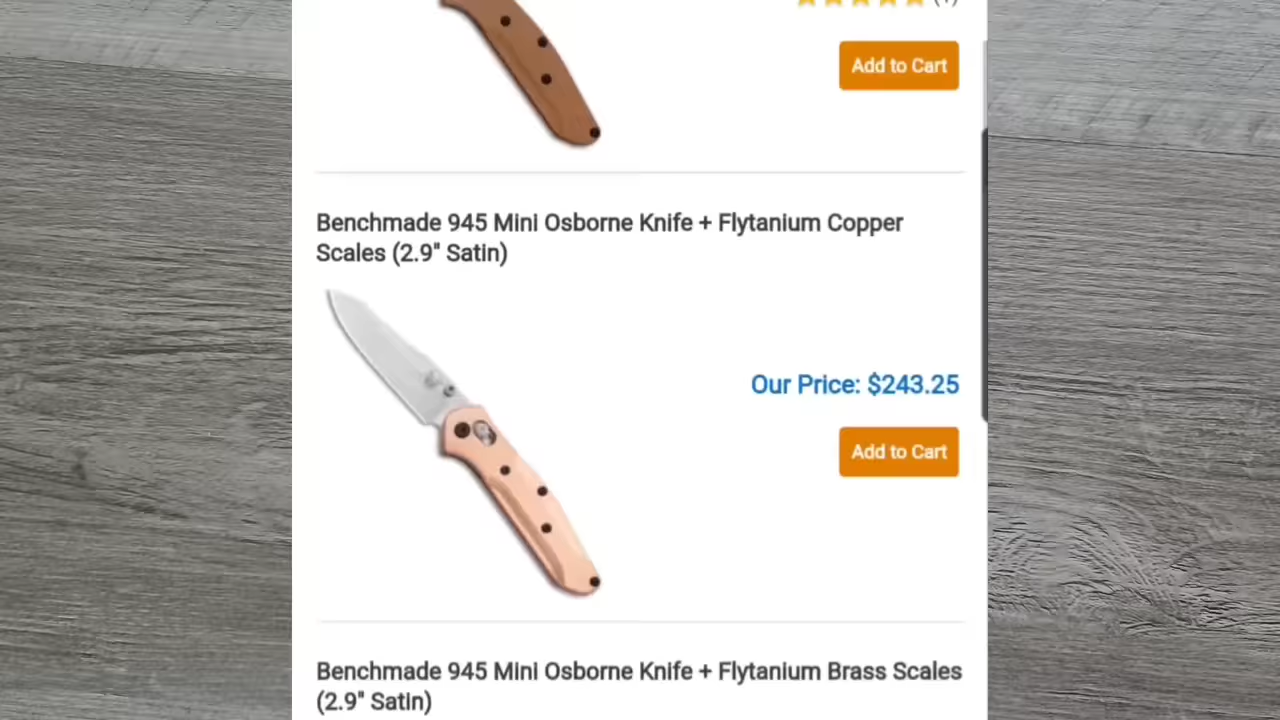 Add to Cart
Benchmade 945 Mini Osborne Knife + Flytanium Copper
Scales (2.9" Satin)
Our Price: $243.25
Add to Cart
Benchmade 945 Mini Osborne Knife + Flytanium Brass Scales
(2.9" Satin)